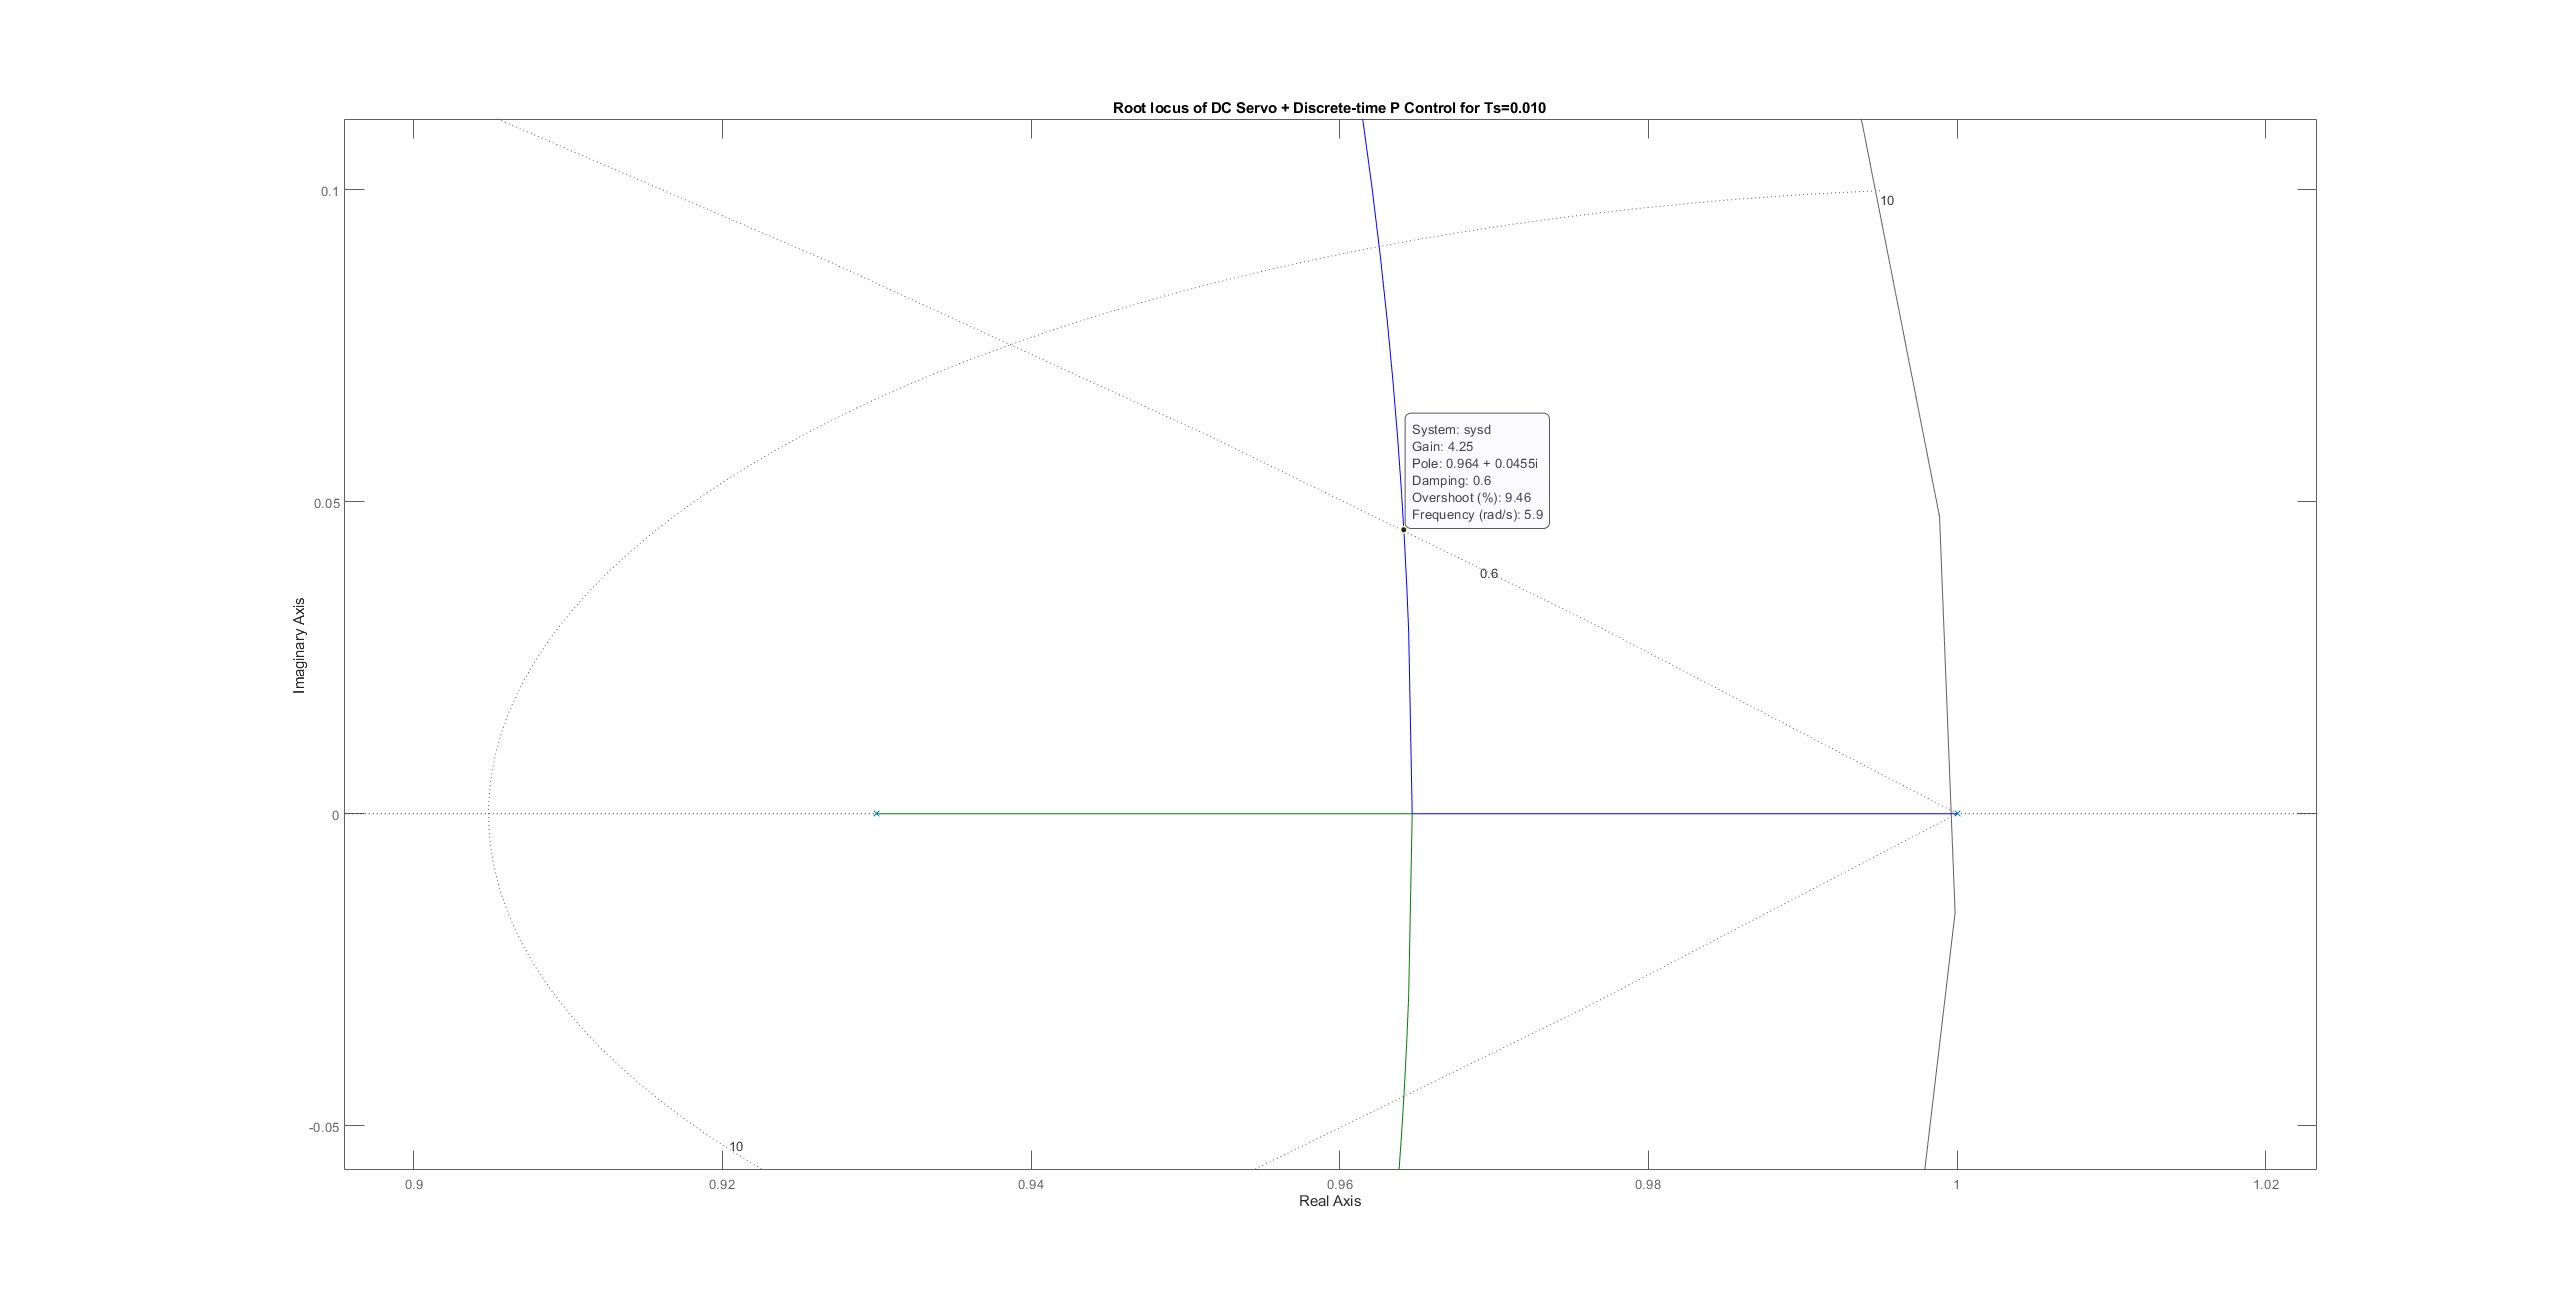 Root locus of DC Servo + Discrete-time P Control for Ts=0.010
0.1
10
System: sysd
Gain: 4.25
Pole: 0.964 + 0.0455i
Damping: 0.6
Overshoot (%): 9.46
Frequency (rad/s): 5.9
0.05
0.6
Imaginary Axis
0
-0.05
10
0.9
0.92
0.94
0.96
0.98
1
1.02
Real Axis